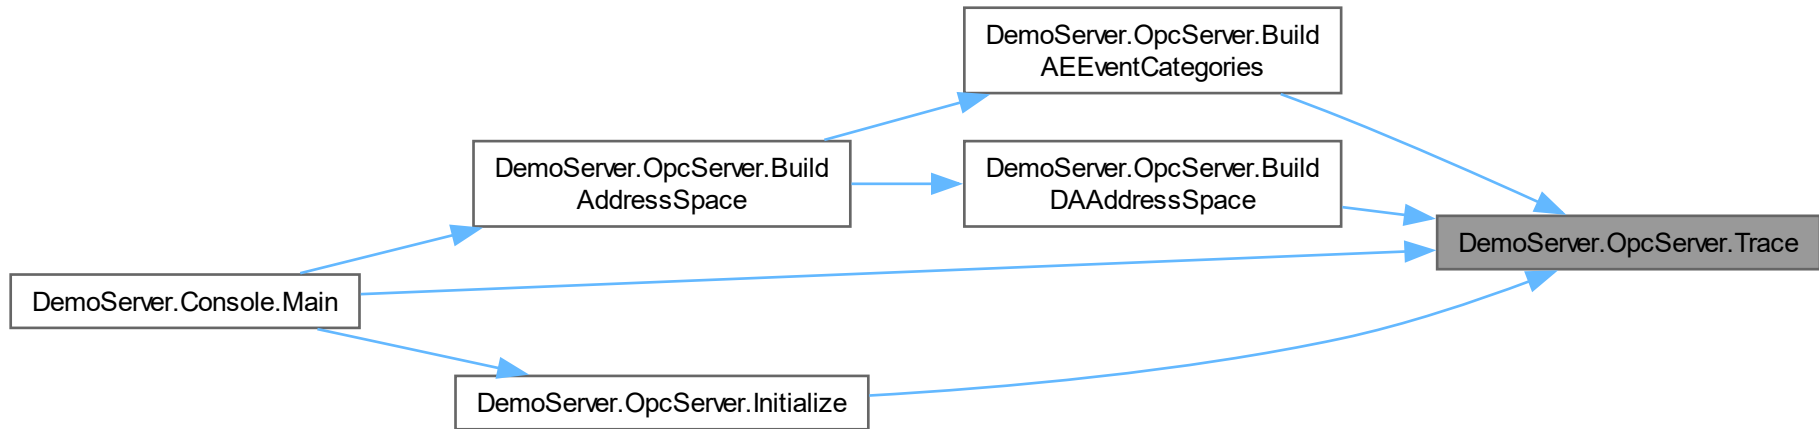 DemoServer.OpcServer.Build
AEEventCategories
DemoServer.OpcServer.Build
AddressSpace
DemoServer.OpcServer.Build
DAAddressSpace
DemoServer.OpcServer.Trace
DemoServer.Console.Main
DemoServer.OpcServer.Initialize